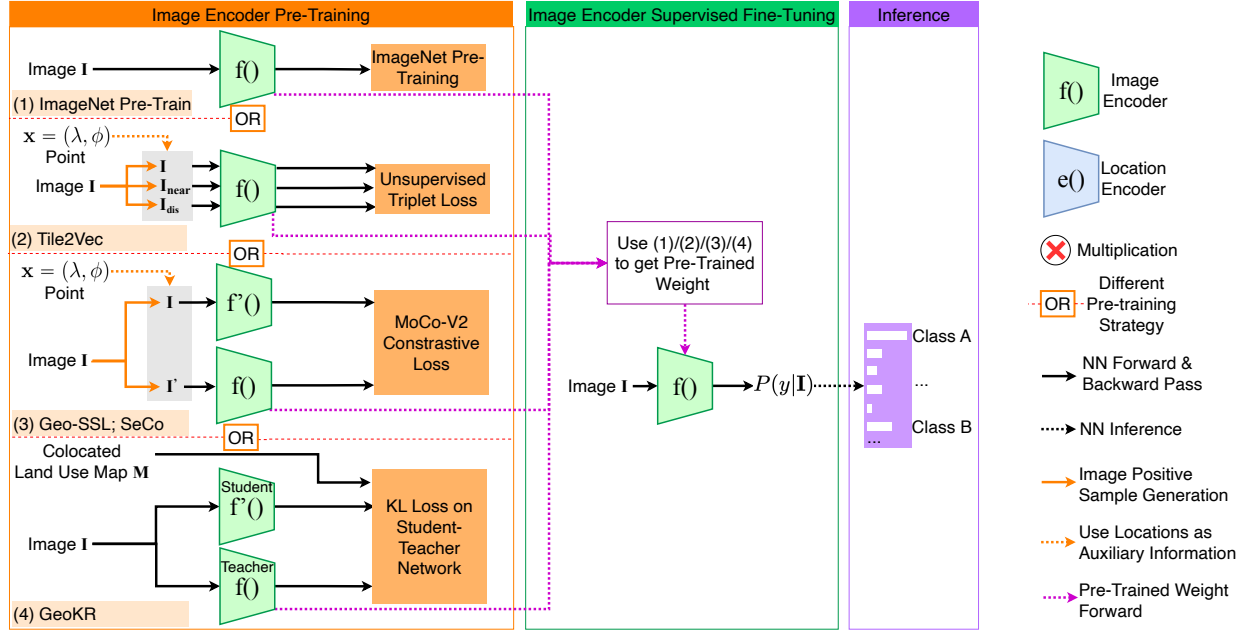 Image Encoder Pre-Training
Image I
f()
ImageNet Pre-
Training
(1) ImageNet Pre-Train
OR
x = (λ, ϕ)
Point
Image I
I
I_near
I_dis
f()
Unsupervised
Triplet Loss
(2) Tile2Vec
OR
x = (λ, ϕ)
Point
Image I
I
I'
f'()
f()
MoCo-V2
Constrastive
Loss
(3) Geo-SSL; SeCo
OR
Colocated
Land Use Map M
Image I
Student
f'()
Teacher
f()
KL Loss on
Student-
Teacher
Network
(4) GeoKR
Image Encoder Supervised Fine-Tuning
Use (1)/(2)/(3)/(4)
to get Pre-Trained
Weight
Image I
f()
P(y|I)
Inference
Class A
...
Class B
...
f()
Image
Encoder
e()
Location
Encoder
Multiplication
OR
Different
Pre-training
Strategy
NN Forward &
Backward Pass
NN Inference
Image Positive
Sample Generation
Use Locations as
Auxiliary Information
Pre-Trained Weight
Forward